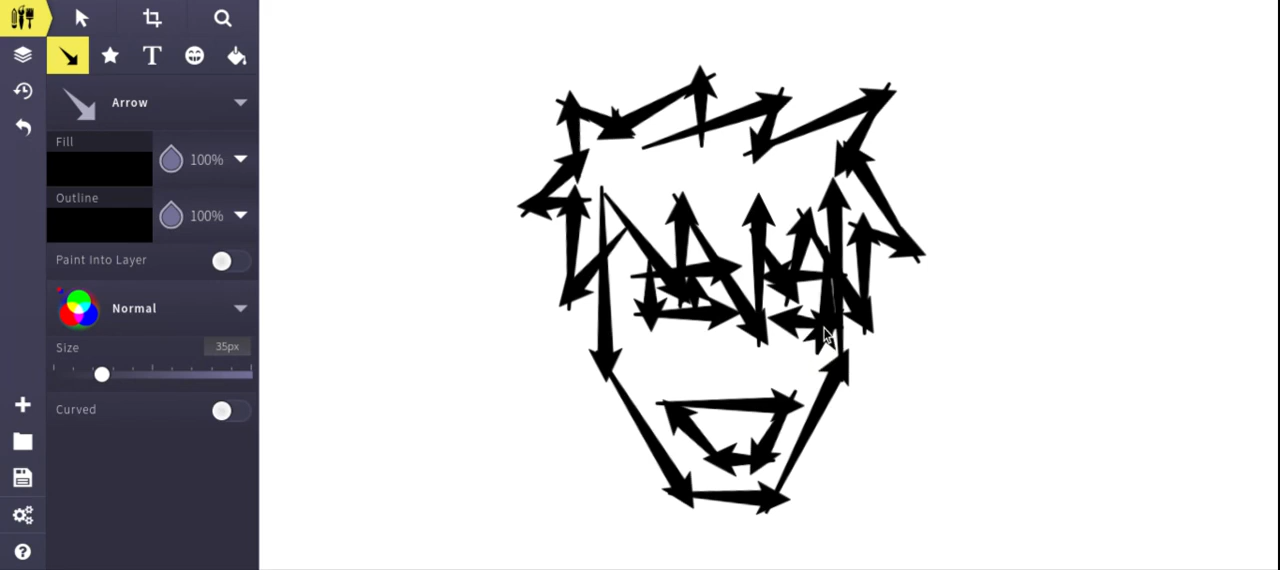 T
Arrow
Fill
100%
Outline
100%
Paint Into Layer
Normal
Size
35px
Curved
?